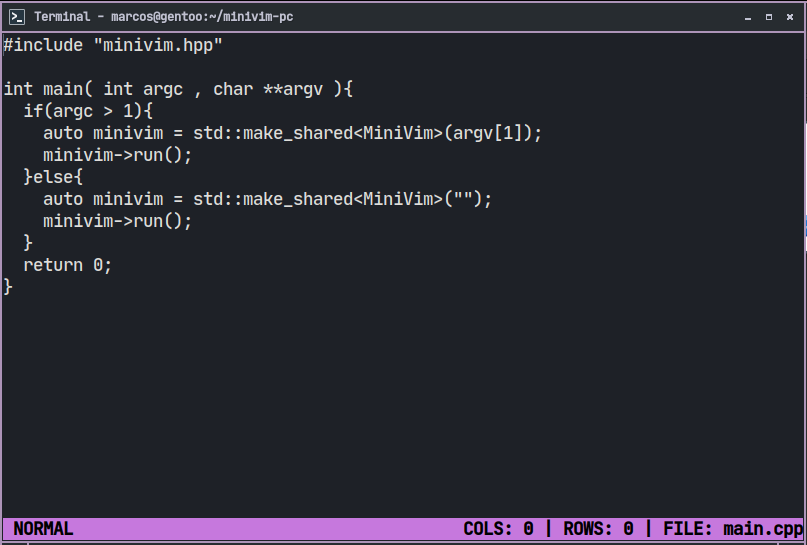 Terminal - marcos@gentoo:~/minivim-pc
#include "minivim.hpp"

int main( int argc , char **argv ){
  if(argc > 1){
    auto minivim = std::make_shared<MiniVim>(argv[1]);
    minivim->run();
  }else{
    auto minivim = std::make_shared<MiniVim>("");
    minivim->run();
  }
  return 0;
}
NORMAL COLS: 0 | ROWS: 0 | FILE: main.cpp